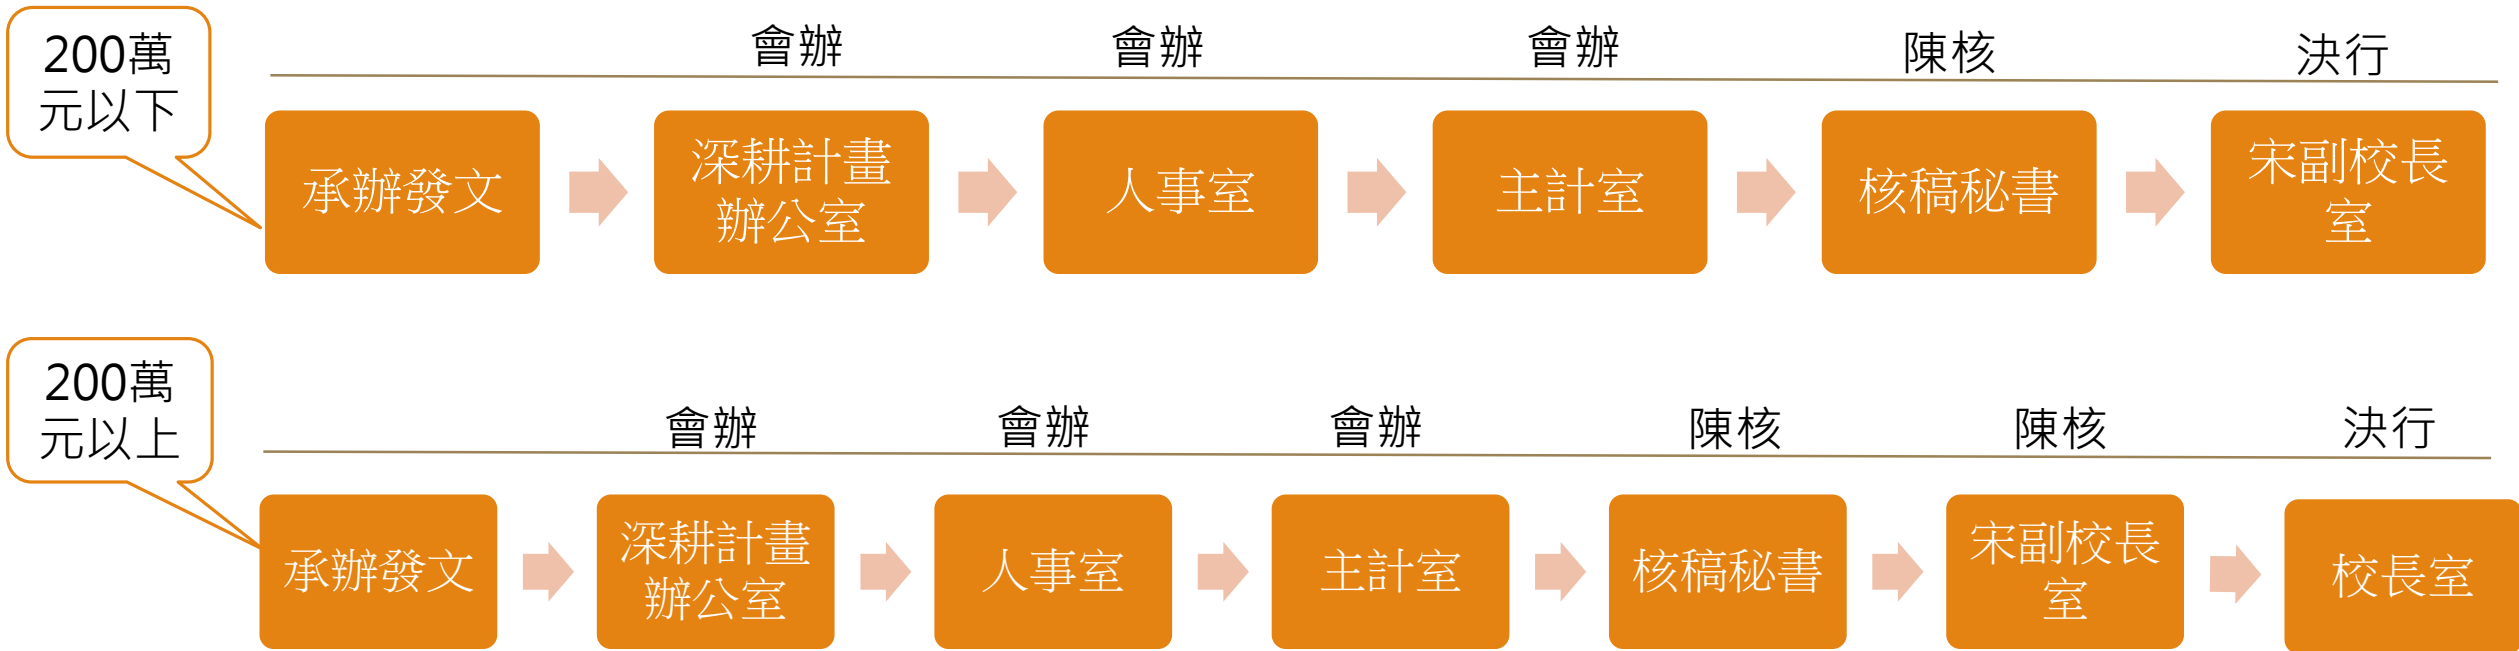 200萬
元以下
會辦
會辦
會辦
陳核
決行
承辦發文
深耕計畫
辦公室
人事室
主計室
核稿秘書
宋副校長
室
200萬
元以上
會辦
會辦
會辦
陳核
陳核
決行
承辦發文
深耕計畫
辦公室
人事室
主計室
核稿秘書
宋副校長
室
校長室